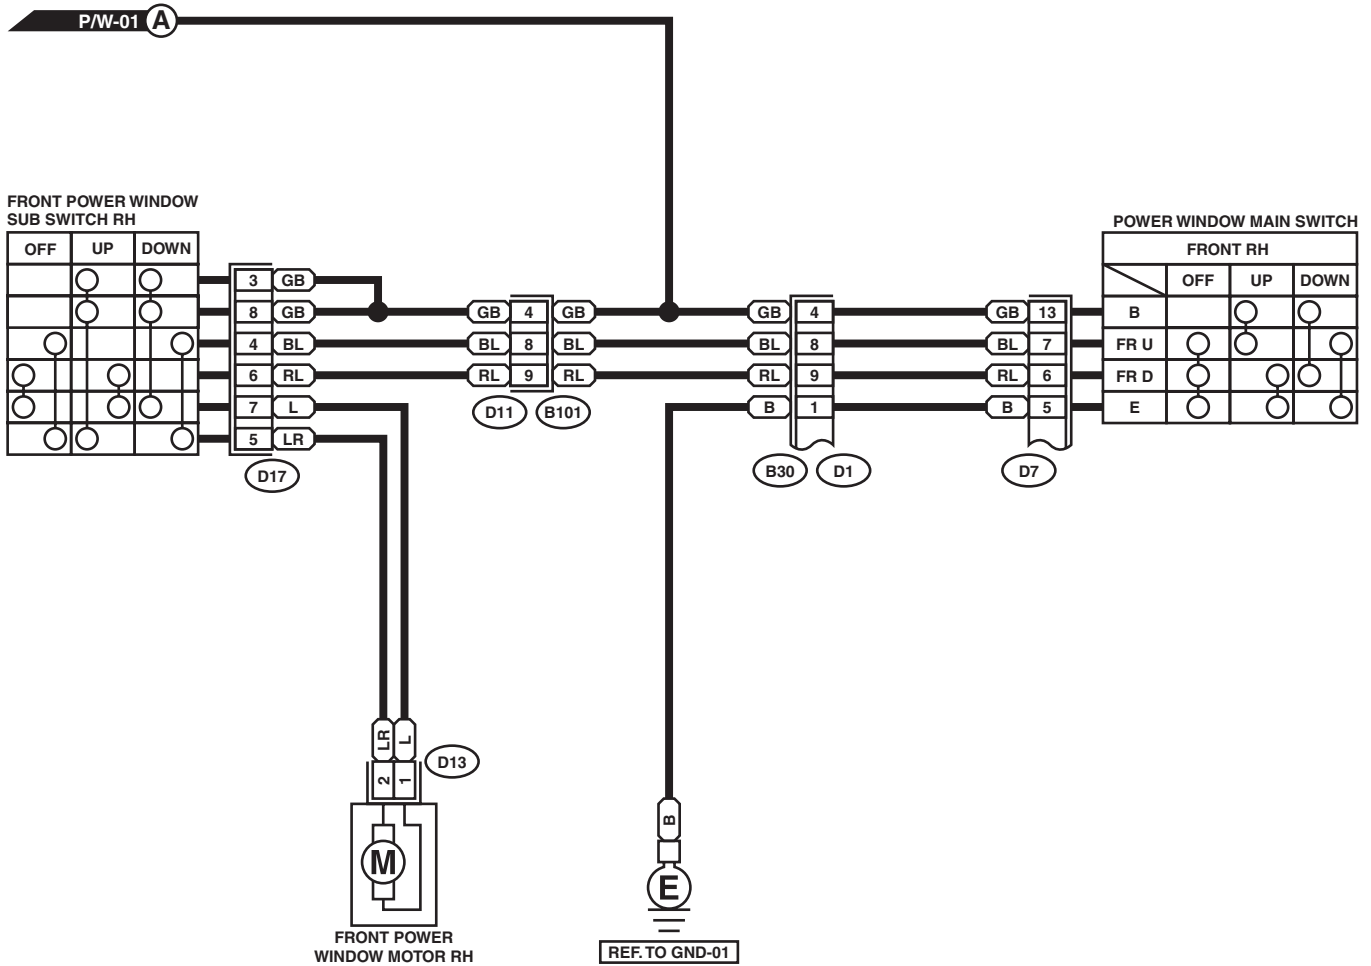 P/W-01 A
FRONT POWER WINDOW
SUB SWITCH RH
OFF UP DOWN
3 GB
8 GB
4 BL
6 RL
7 L
5 LR
D17
GB 4 GB
BL 8 BL
RL 9 RL
D11 B101
GB 4
BL 8
RL 9
B 1
B30 D1
GB 13
BL 7
RL 6
B 5
D7
POWER WINDOW MAIN SWITCH
FRONT RH
OFF UP DOWN
B
FR U
FR D
E
LR L
2 1
D13
M
FRONT POWER
WINDOW MOTOR RH
B
E
REF. TO GND-01